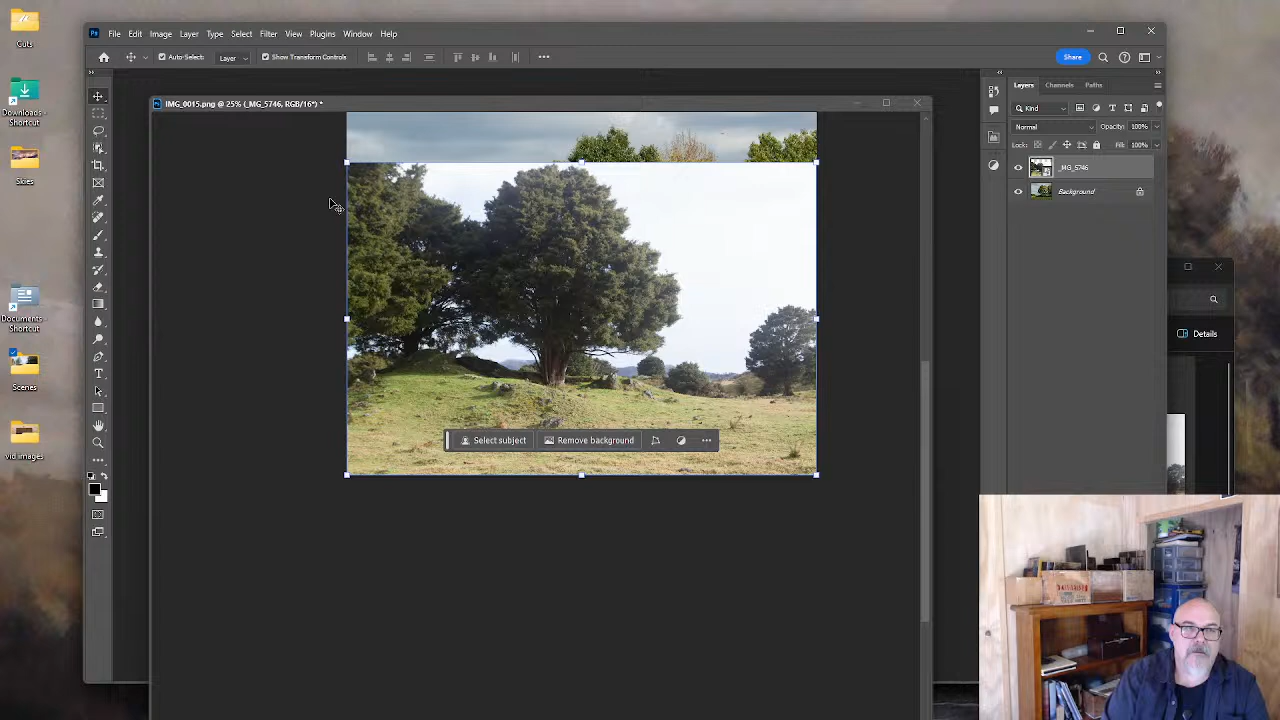 Cuts
Downloads - Shortcut
Skies
Documents - Shortcut
Scenes
vid images
Ps File Edit Image Layer Type Select Filter View Plugins Window Help
Auto-Select: Layer Show Transform Controls
Share
IMG_0015.png @ 25% (_MG_5746, RGB/16*) *
Select subject Remove background
Layers Channels Paths
Kind
Normal Opacity: 100%
Lock: Fill: 100%
_MG_5746
Background
Details